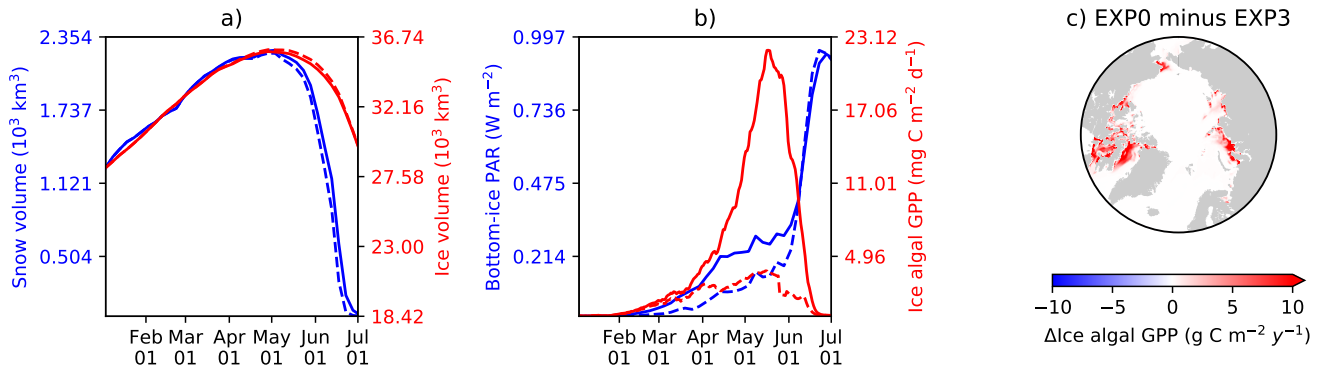 a)
2.354
1.737
1.121
0.504
Snow volume (10³ km³)
36.74
32.16
27.58
23.00
18.42
Ice volume (10³ km³)
Feb Mar Apr May Jun Jul
01 01 01 01 01 01
b)
0.997
0.736
0.475
0.214
Bottom-ice PAR (W m⁻²)
23.12
17.06
11.01
4.96
Ice algal GPP (mg C m⁻² d⁻¹)
Feb Mar Apr May Jun Jul
01 01 01 01 01 01
c) EXP0 minus EXP3
−10 −5 0 5 10
ΔIce algal GPP (g C m⁻² y⁻¹)